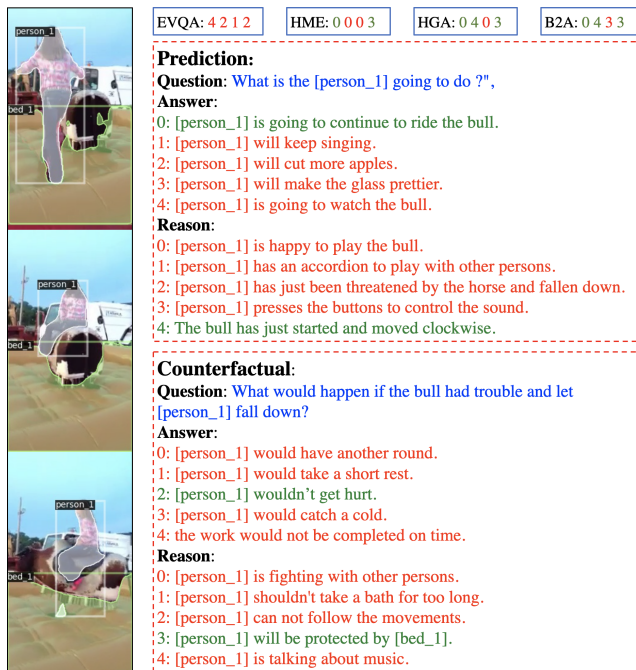 EVQA: 4 2 1 2
HME: 0 0 0 3
HGA: 0 4 0 3
B2A: 0 4 3 3
person_1
bed_1
person_1
bed_1
person_1
bed_1
Prediction:
Question: What is the [person_1] going to do ?",
Answer:
0: [person_1] is going to continue to ride the bull.
1: [person_1] will keep singing.
2: [person_1] will cut more apples.
3: [person_1] will make the glass prettier.
4: [person_1] is going to watch the bull.
Reason:
0: [person_1] is happy to play the bull.
1: [person_1] has an accordion to play with other persons.
2: [person_1] has just been threatened by the horse and fallen down.
3: [person_1] presses the buttons to control the sound.
4: The bull has just started and moved clockwise.
Counterfactual:
Question: What would happen if the bull had trouble and let
[person_1] fall down?
Answer:
0: [person_1] would have another round.
1: [person_1] would take a short rest.
2: [person_1] wouldn't get hurt.
3: [person_1] would catch a cold.
4: the work would not be completed on time.
Reason:
0: [person_1] is fighting with other persons.
1: [person_1] shouldn't take a bath for too long.
2: [person_1] can not follow the movements.
3: [person_1] will be protected by [bed_1].
4: [person_1] is talking about music.